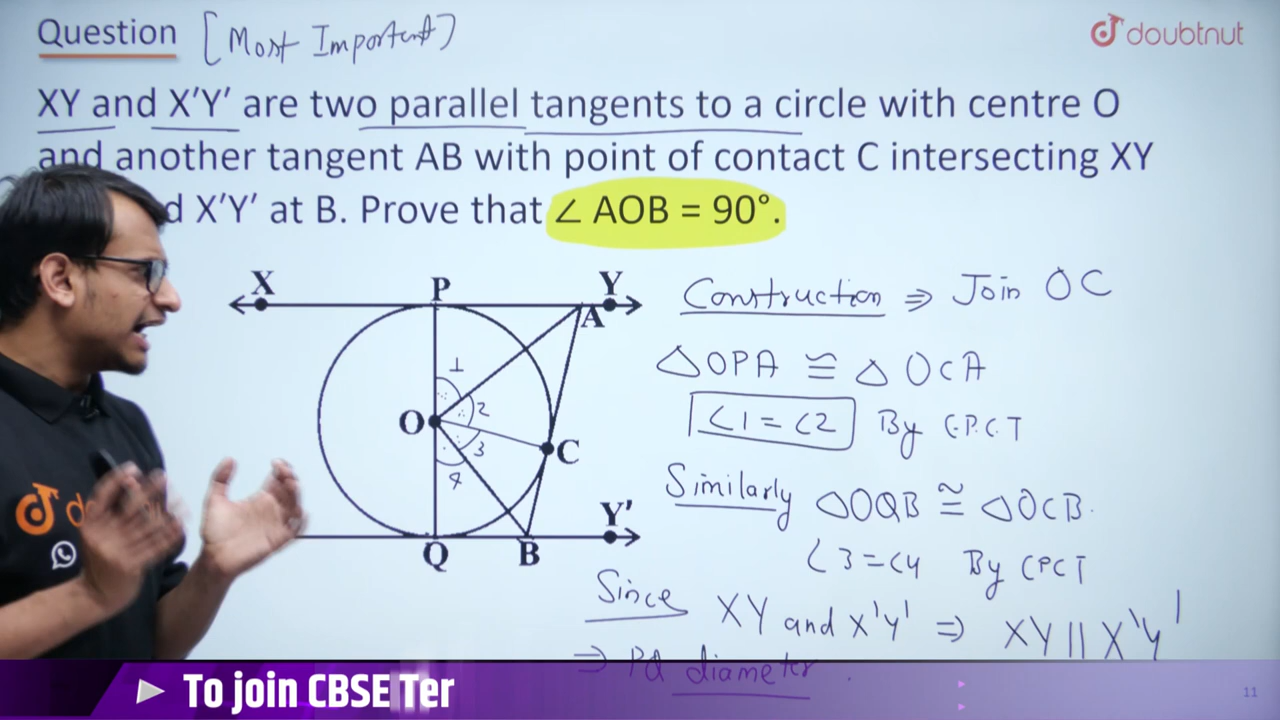 Question [Most Important]
doubtnut
XY and X′Y′ are two parallel tangents to a circle with centre O
and another tangent AB with point of contact C intersecting XY
d X′Y′ at B. Prove that ∠ AOB = 90°.
X P Y
A
Construction ⇒ Join OC
△OPA ≅ △OCA
∠1 = ∠2 By C.P.C.T
1
2
O
3
C
4
Similarly △OQB ≅ △OCB.
∠3 = ∠4 By CPCT
Y'
Q B
Since XY and X'Y' ⇒ XY || X'Y'
⇒ PQ diameter.
To join CBSE Ter
11